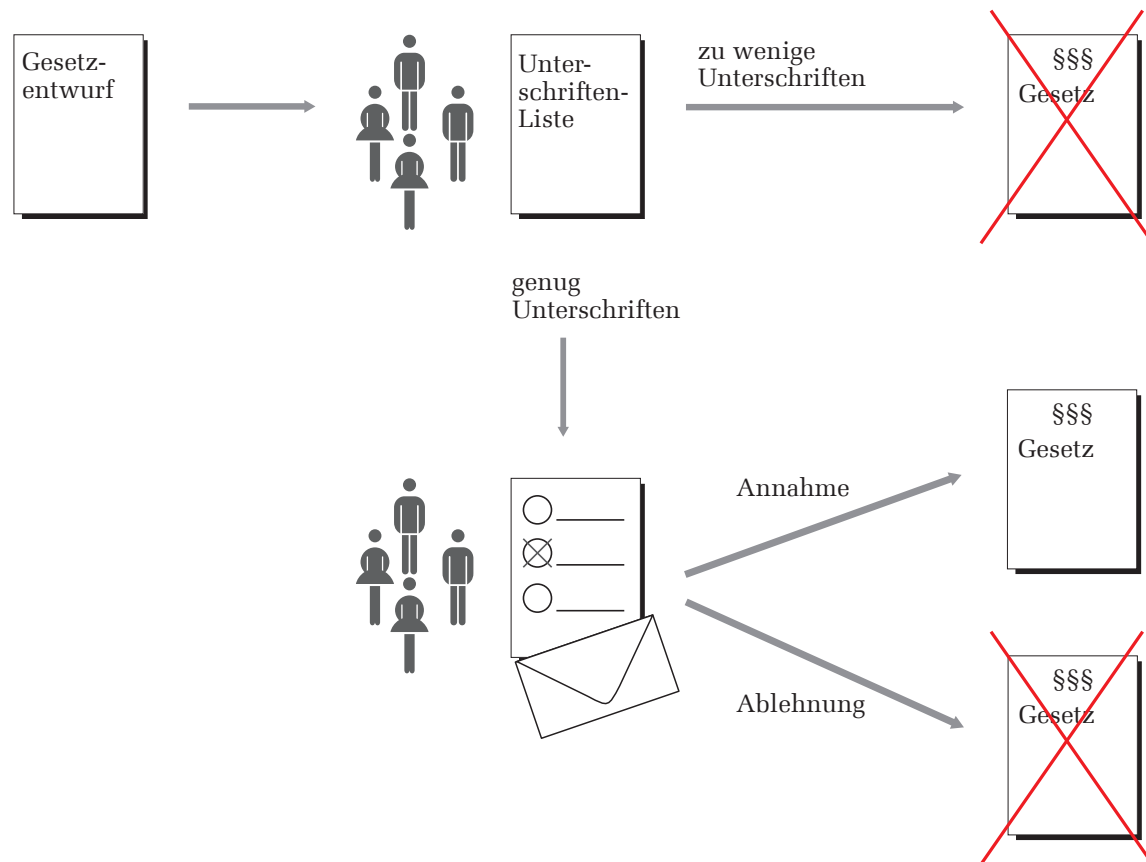 Gesetz-
entwurf
Unter-
schriften-
Liste
zu wenige
Unterschriften
§§§
Gesetz
genug
Unterschriften
Annahme
§§§
Gesetz
Ablehnung
§§§
Gesetz